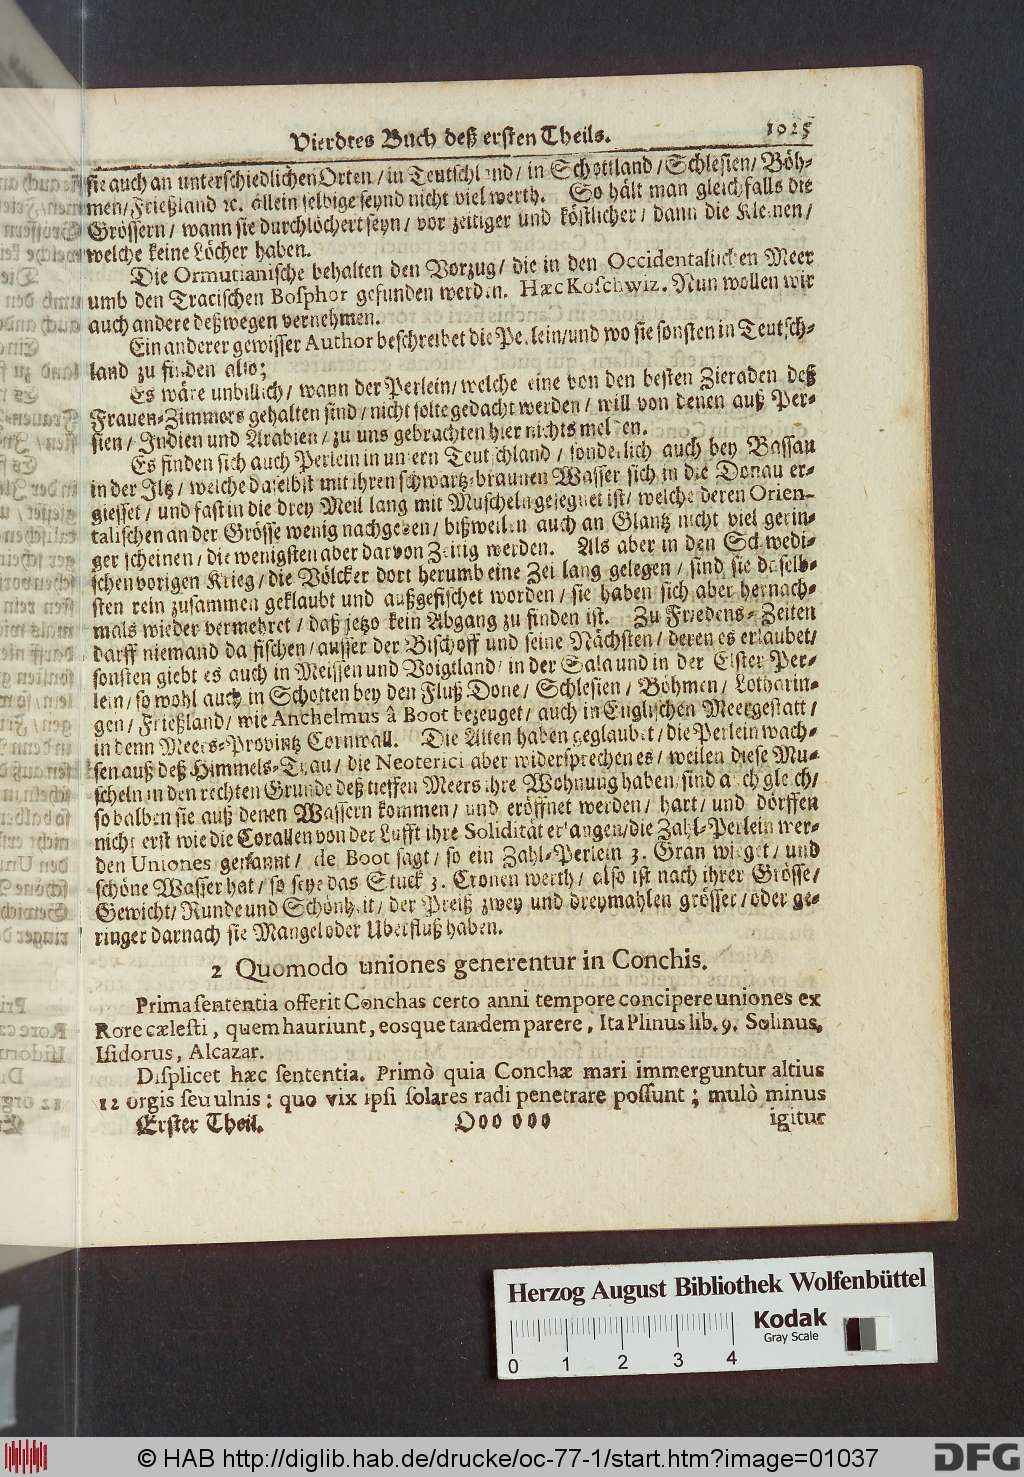 Vierdtes Buch deß ersten Theils. 1025
sie auch an unterschiedlichen Orten / in Teutschland / in Schottland / Schlesien / Böh-
men / Frießland ꝛc. allein selbige seynd nicht viel werth. So hält man gleichfalls die
Grössern / wann sie durchlöchert seyn / vor zeitiger und köstlicher / dann die Kleinen /
welche keine Löcher haben.
Die Ormutianische behalten den Vorzug / die in den Occidentalischen Meer
umb den Tracischen Bosphor gefunden werden. Hæc Koschwiz. Nun wollen wir
auch andere deßwegen vernehmen.
Ein anderer gewisser Author beschreibet die Perlein / und wo sie sonsten in Teutsch-
land zu finden also;
Es wäre unbillich / wann der Perlein / welche eine von den besten Zieraden deß
Frauen-Zimmers gehalten sind / nicht solte gedacht werden / will von denen auß Per-
sien / Indien und Arabien / zu uns gebrachten hier nichts melden.
Es finden sich auch Perlein in unsern Teutschland / sonderlich auch bey Bassau
in der Iltz / welche daselbst mit ihren schwartz-braunen Wasser sich in die Donau er-
giesset / und fast in die drey Meil lang mit Muscheln gesegnet ist / welche deren Orien-
talischen an der Grösse wenig nachgeben / bißweilen auch an Glantz nicht viel gerin-
ger scheinen / die wenigsten aber darvon Zeitig werden. Als aber in den Schwedi-
schen vorigen Krieg / die Völcker dort herumb eine Zeit lang gelegen / sind sie daselb-
sten rein zusammen geklaubt und außgefischet worden / sie haben sich aber hernach-
mals wieder vermehret / daß jetzo kein Abgang zu finden ist. Zu Friedens-Zeiten
darff niemand da fischen / ausser der Bischoff und seine Nächsten / deren es erlaubet /
sonsten giebt es auch in Meissen und Voigtland / in der Sala und in der Elster Per-
lein / so wohl auch in Schotten bey den Fluß Done / Schlesien / Böhmen / Lotharin-
gen / Frießland / wie Anchelmus â Boot bezeuget / auch in Englischen Meergestatt /
in denn Meers-Provintz Cornwall. Die Alten haben geglaubet / die Perlein wach-
sen auß deß Himmels-Thau / die Neoterici aber widersprechen es / weilen diese Mu-
scheln in den rechten Grunde deß tieffen Meers ihre Wohnung haben / sind auch gleich /
so balben sie auß denen Wassern kommen / und eröffnet werden / hart / und dörffen
nicht erst wie die Corallen von der Lufft ihre Solidität erlangen / die Zahl-Perlein wer-
den Uniones gennant / de Boot sagt / so ein Zahl-Perlein 3. Gran wieget / und
schöne Wasser hat / so seye das Stuck 3. Cronen werth / also ist nach ihrer Grösse /
Gewicht / Runde und Schönheit / der Preiß zwey und dreymahlen grösser / oder ge-
ringer darnach sie Mangel oder Uberfluß haben.
2 Quomodo uniones generentur in Conchis.
Prima sententia offerit Conchas certo anni tempore concipere uniones ex
Rore cælesti, quem hauriunt, eosque tandem parere, Ita Plinus lib. 9. Solinus,
Isidorus, Alcazar.
Displicet hæc sententia. Primò quia Conchæ mari immerguntur altius
12 orgis seu ulnis: quo vix ipsi solares radi penetrare possunt; mulò minus
Erster Theil. Ooo ooo igitur
Herzog August Bibliothek Wolfenbüttel
Kodak
Gray Scale
0 1 2 3 4
© HAB http://diglib.hab.de/drucke/oc-77-1/start.htm?image=01037
DFG